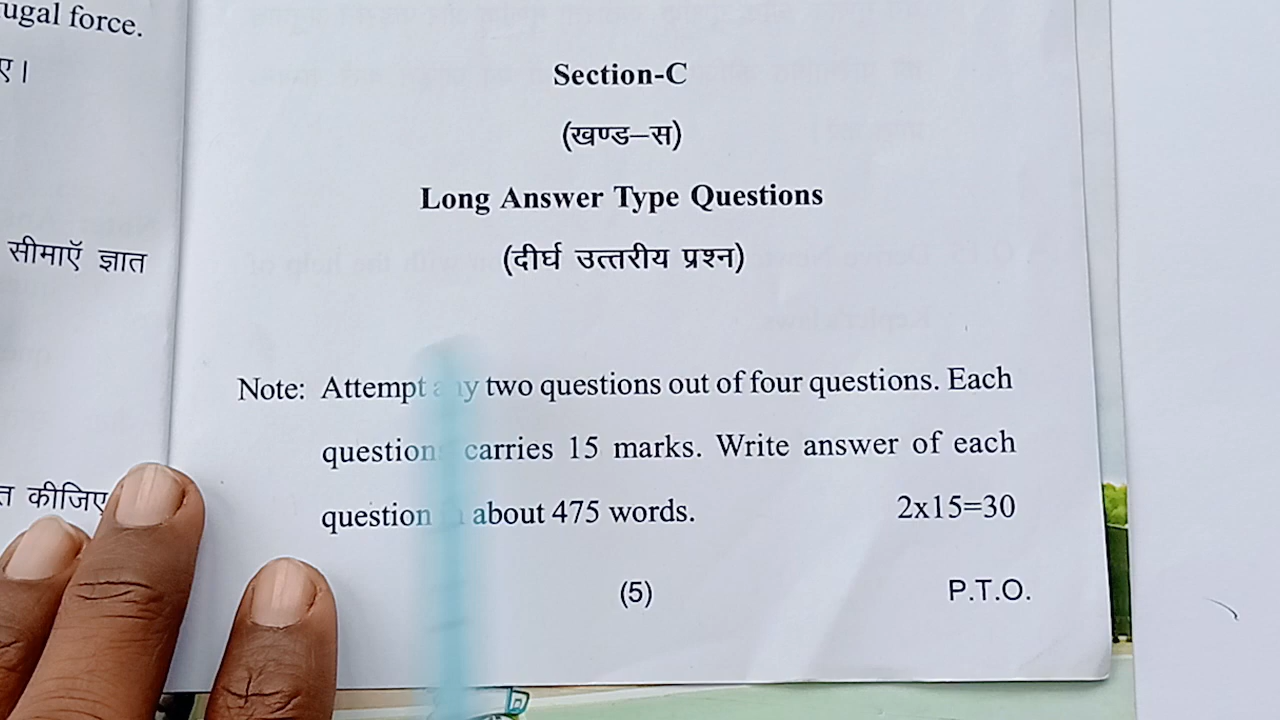 ugal force.
ए।
सीमाएँ ज्ञात
त कीजिए
Section-C
(खण्ड–स)
Long Answer Type Questions
(दीर्घ उत्तरीय प्रश्न)
Note: Attempt any two questions out of four questions. Each
question carries 15 marks. Write answer of each
question about 475 words. 2x15=30
(5) P.T.O.